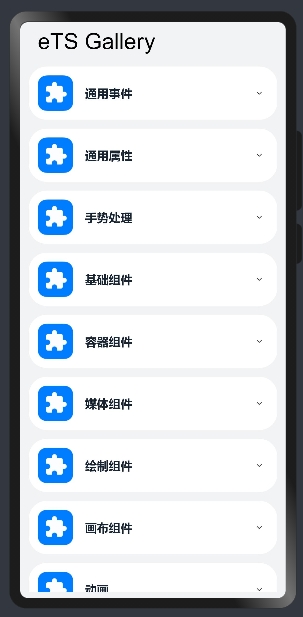 eTS Gallery
通用事件
通用属性
手势处理
基础组件
容器组件
媒体组件
绘制组件
画布组件
动画